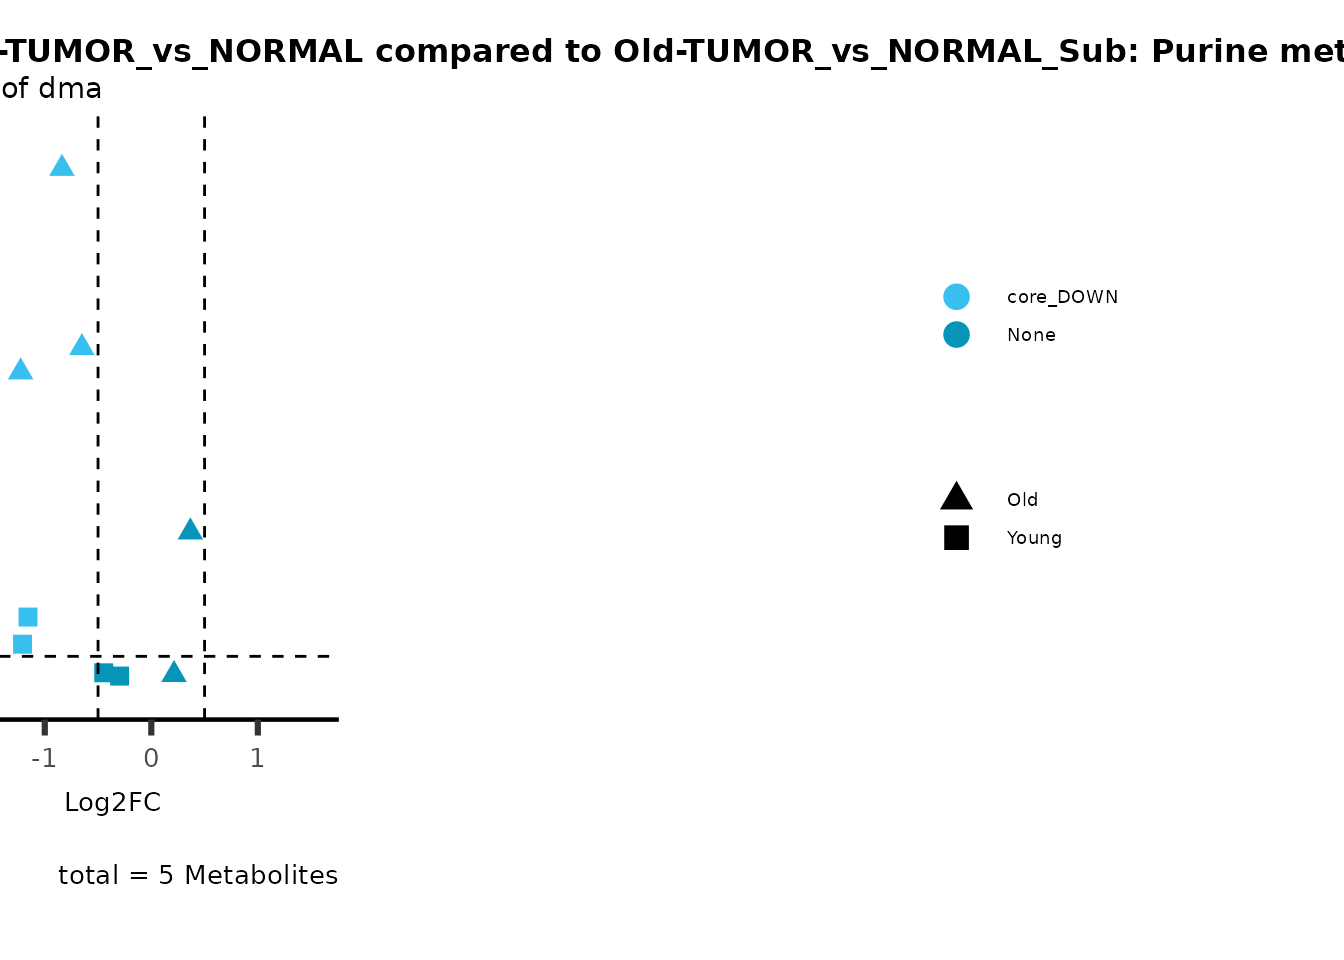 -TUMOR_vs_NORMAL compared to Old-TUMOR_vs_NORMAL_Sub: Purine met
of dma
core_DOWN
None
Old
Young
-1 0 1
Log2FC
total = 5 Metabolites